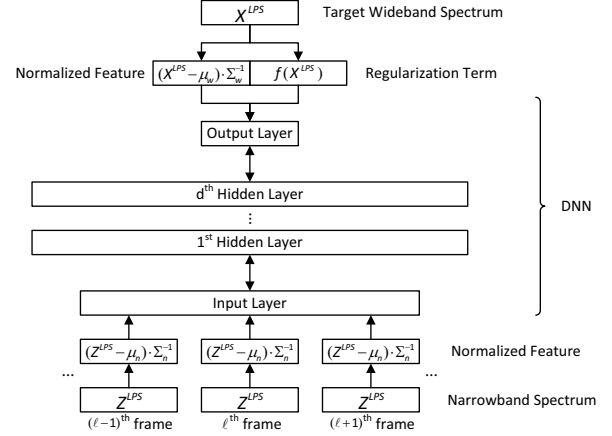 X^LPS Target Wideband Spectrum
Normalized Feature (X^LPS − μ_w)·Σ_w^-1 f(X^LPS) Regularization Term
Output Layer
d^th Hidden Layer
⋮
DNN
1^st Hidden Layer
Input Layer
(Z^LPS − μ_n)·Σ_n^-1 (Z^LPS − μ_n)·Σ_n^-1 (Z^LPS − μ_n)·Σ_n^-1 Normalized Feature
... ...
Z^LPS Z^LPS Z^LPS Narrowband Spectrum
(ℓ−1)^th frame ℓ^th frame (ℓ+1)^th frame